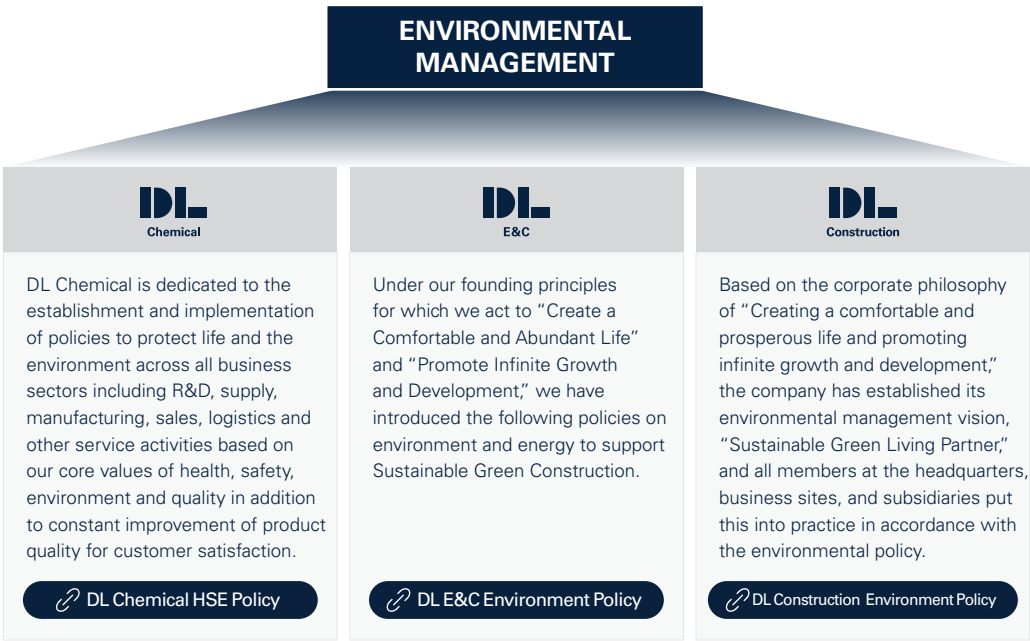 ENVIRONMENTAL
MANAGEMENT
DL
Chemical
DL Chemical is dedicated to the
establishment and implementation
of policies to protect life and the
environment across all business
sectors including R&D, supply,
manufacturing, sales, logistics and
other service activities based on
our core values of health, safety,
environment and quality in addition
to constant improvement of product
quality for customer satisfaction.
DL Chemical HSE Policy
DL
E&C
Under our founding principles
for which we act to “Create a
Comfortable and Abundant Life”
and “Promote Infinite Growth
and Development,” we have
introduced the following policies on
environment and energy to support
Sustainable Green Construction.
DL E&C Environment Policy
DL
Construction
Based on the corporate philosophy
of “Creating a comfortable and
prosperous life and promoting
infinite growth and development,”
the company has established its
environmental management vision,
“Sustainable Green Living Partner,”
and all members at the headquarters,
business sites, and subsidiaries put
this into practice in accordance with
the environmental policy.
DL Construction Environment Policy